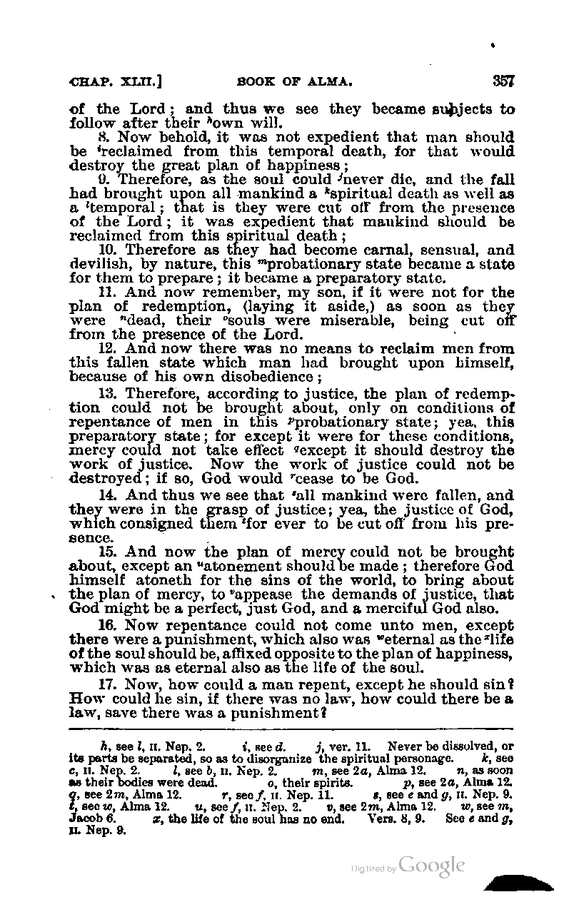 CHAP. XLII.] BOOK OF ALMA. 357
of the Lord; and thus we see they became subjects to
follow after their ʰown will.
8. Now behold, it was not expedient that man should
be ⁱreclaimed from this temporal death, for that would
destroy the great plan of happiness;
9. Therefore, as the soul could ʲnever die, and the fall
had brought upon all mankind a ᵏspiritual death as well as
a ˡtemporal; that is they were cut off from the presence
of the Lord; it was expedient that mankind should be
reclaimed from this spiritual death;
10. Therefore as they had become carnal, sensual, and
devilish, by nature, this ᵐprobationary state became a state
for them to prepare; it became a preparatory state.
11. And now remember, my son, if it were not for the
plan of redemption, (laying it aside,) as soon as they
were ⁿdead, their ᵒsouls were miserable, being cut off
from the presence of the Lord.
12. And now there was no means to reclaim men from
this fallen state which man had brought upon himself,
because of his own disobedience;
13. Therefore, according to justice, the plan of redemp-
tion could not be brought about, only on conditions of
repentance of men in this ᵖprobationary state; yea, this
preparatory state; for except it were for these conditions,
mercy could not take effect qexcept it should destroy the
work of justice. Now the work of justice could not be
destroyed; if so, God would ʳcease to be God.
14. And thus we see that ˢall mankind were fallen, and
they were in the grasp of justice; yea, the justice of God,
which consigned them ᵗfor ever to be cut off from his pre-
sence.
15. And now the plan of mercy could not be brought
about, except an ᵘatonement should be made; therefore God
himself atoneth for the sins of the world, to bring about
the plan of mercy, to ᵛappease the demands of justice, that
God might be a perfect, just God, and a merciful God also.
16. Now repentance could not come unto men, except
there were a punishment, which also was ʷeternal as the ˣlife
of the soul should be, affixed opposite to the plan of happiness,
which was as eternal also as the life of the soul.
17. Now, how could a man repent, except he should sin?
How could he sin, if there was no law, how could there be a
law, save there was a punishment?
h, see l, II. Nep. 2. i, see d. j, ver. 11. Never be dissolved, or
its parts be separated, so as to disorganize the spiritual personage. k, see
c, II. Nep. 2. l, see b, II. Nep. 2. m, see 2a, Alma 12. n, as soon
as their bodies were dead. o, their spirits. p, see 2a, Alma 12.
q, see 2m, Alma 12. r, see f, II. Nep. 11. s, see e and g, II. Nep. 9.
t, see w, Alma 12. u, see f, II. Nep. 2. v, see 2m, Alma 12. w, see m,
Jacob 6. x, the life of the soul has no end. Vers. 8, 9. See e and g,
II. Nep. 9.
Digitized by Google